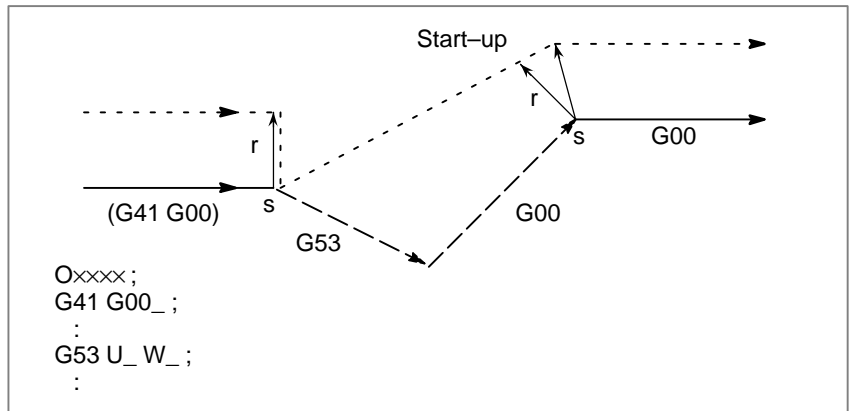 Start–up
r
r
s
G00
(G41 G00)
s
G00
G53
O×××× ;
G41 G00_ ;
:
G53 U_ W_ ;
: